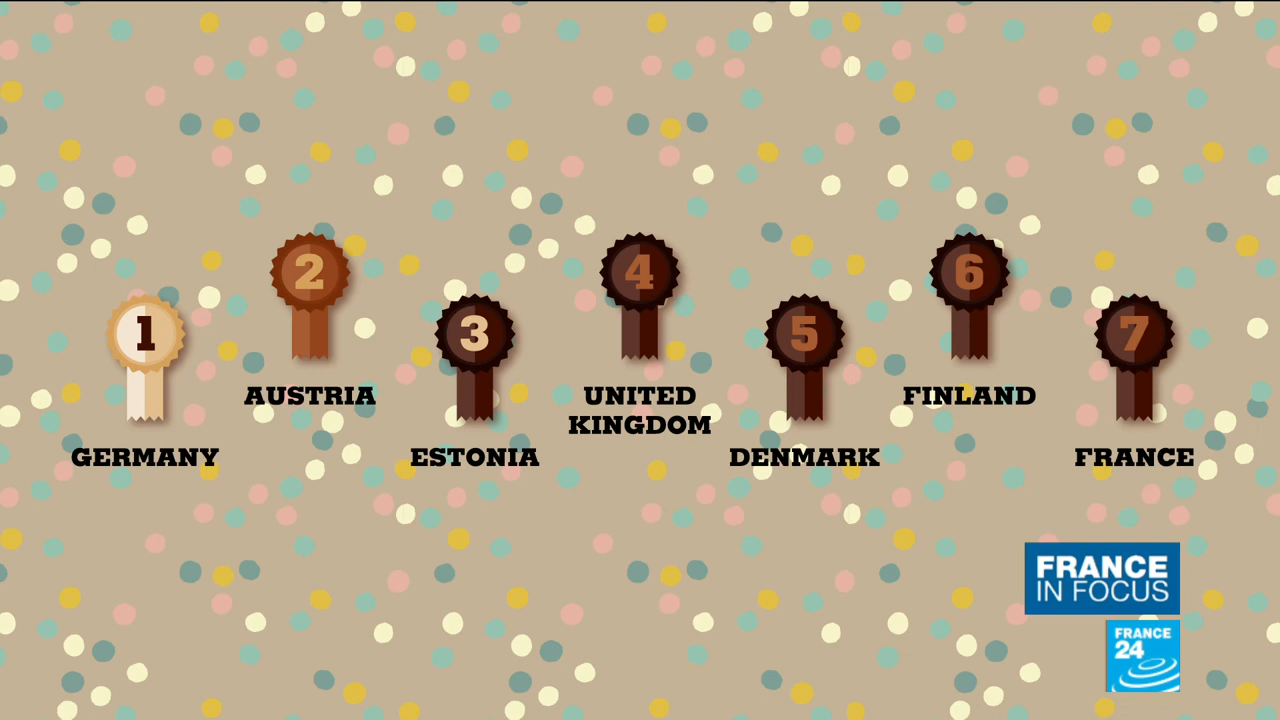 1
GERMANY
2
AUSTRIA
3
ESTONIA
4
UNITED
KINGDOM
5
DENMARK
6
FINLAND
7
FRANCE
FRANCE
IN FOCUS
FRANCE
24